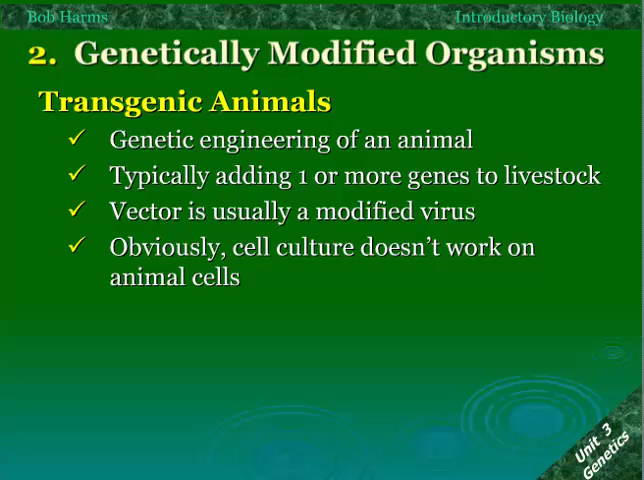 Bob Harms Introductory Biology
2. Genetically Modified Organisms
Transgenic Animals
✓ Genetic engineering of an animal
✓ Typically adding 1 or more genes to livestock
✓ Vector is usually a modified virus
✓ Obviously, cell culture doesn't work on
animal cells
Unit 3
Genetics